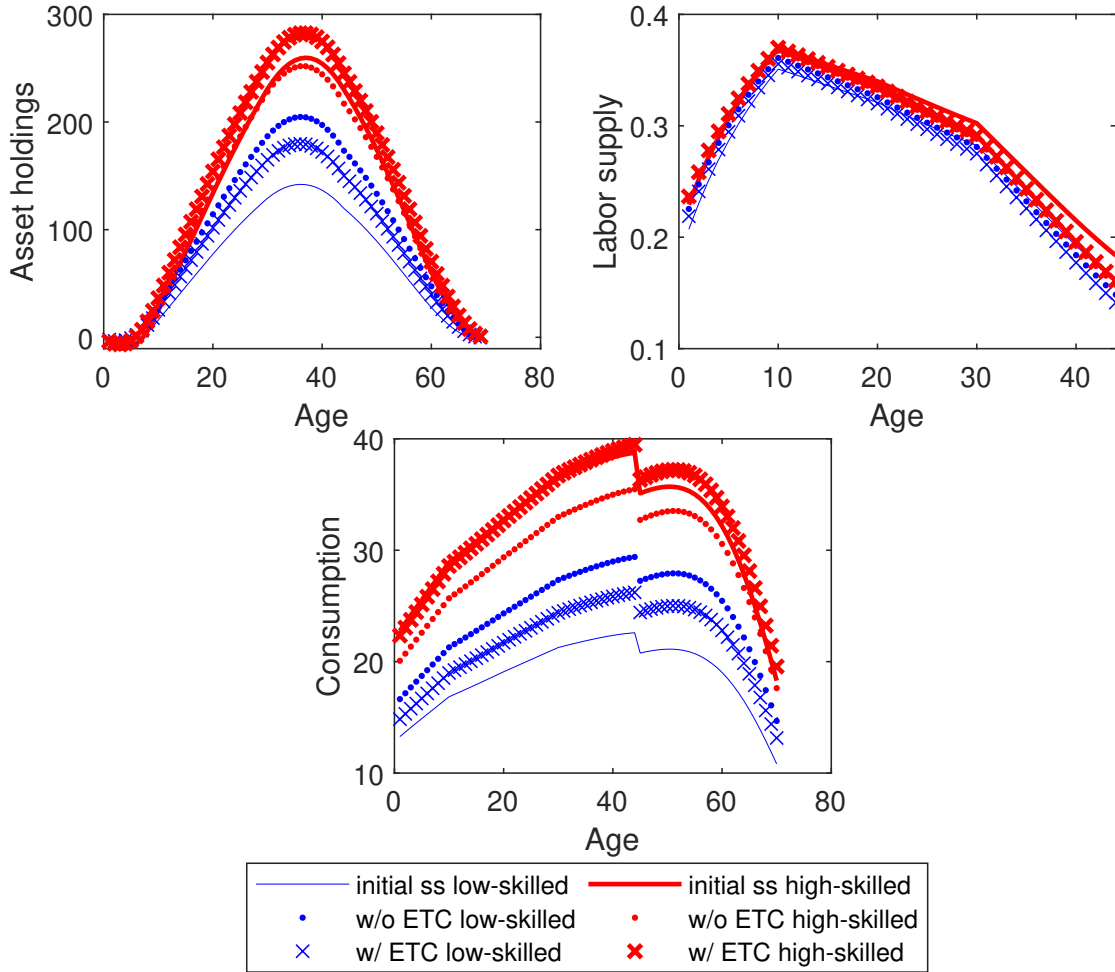 300
200
100
0
Asset holdings
0 20 40 60 80
Age
0.4
0.3
0.2
0.1
Labor supply
0 10 20 30 40
Age
40
30
20
10
Consumption
0 20 40 60 80
Age
initial ss low-skilled initial ss high-skilled
w/o ETC low-skilled w/o ETC high-skilled
w/ ETC low-skilled w/ ETC high-skilled